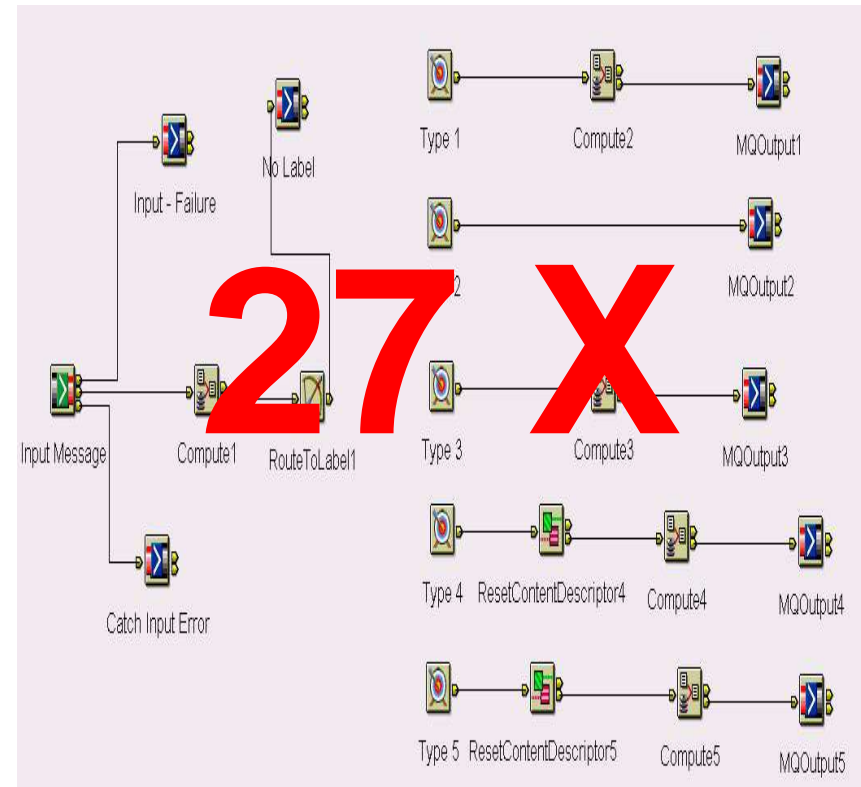 No Label
Input - Failure
Input Message
Compute1
RouteToLabel1
Catch Input Error
Type 1
Compute2
MQOutput1
2
MQOutput2
Type 3
Compute3
MQOutput3
Type 4
ResetContentDescriptor4
Compute4
MQOutput4
Type 5
ResetContentDescriptor5
Compute5
MQOutput5
27 X